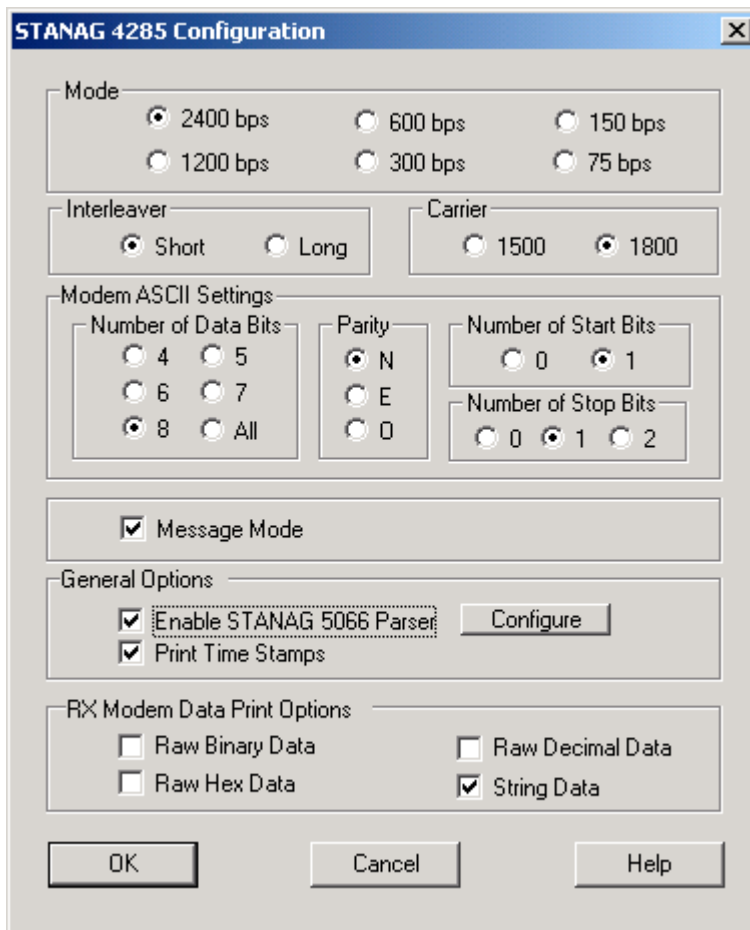 STANAG 4285 Configuration
Mode
2400 bps 600 bps 150 bps
1200 bps 300 bps 75 bps
Interleaver Carrier
Short Long 1500 1800
Modem ASCII Settings
Number of Data Bits Parity Number of Start Bits
4 5 N 0 1
6 7 E Number of Stop Bits
8 All O 0 1 2
Message Mode
General Options
Enable STANAG 5066 Parser Configure
Print Time Stamps
RX Modem Data Print Options
Raw Binary Data Raw Decimal Data
Raw Hex Data String Data
OK Cancel Help